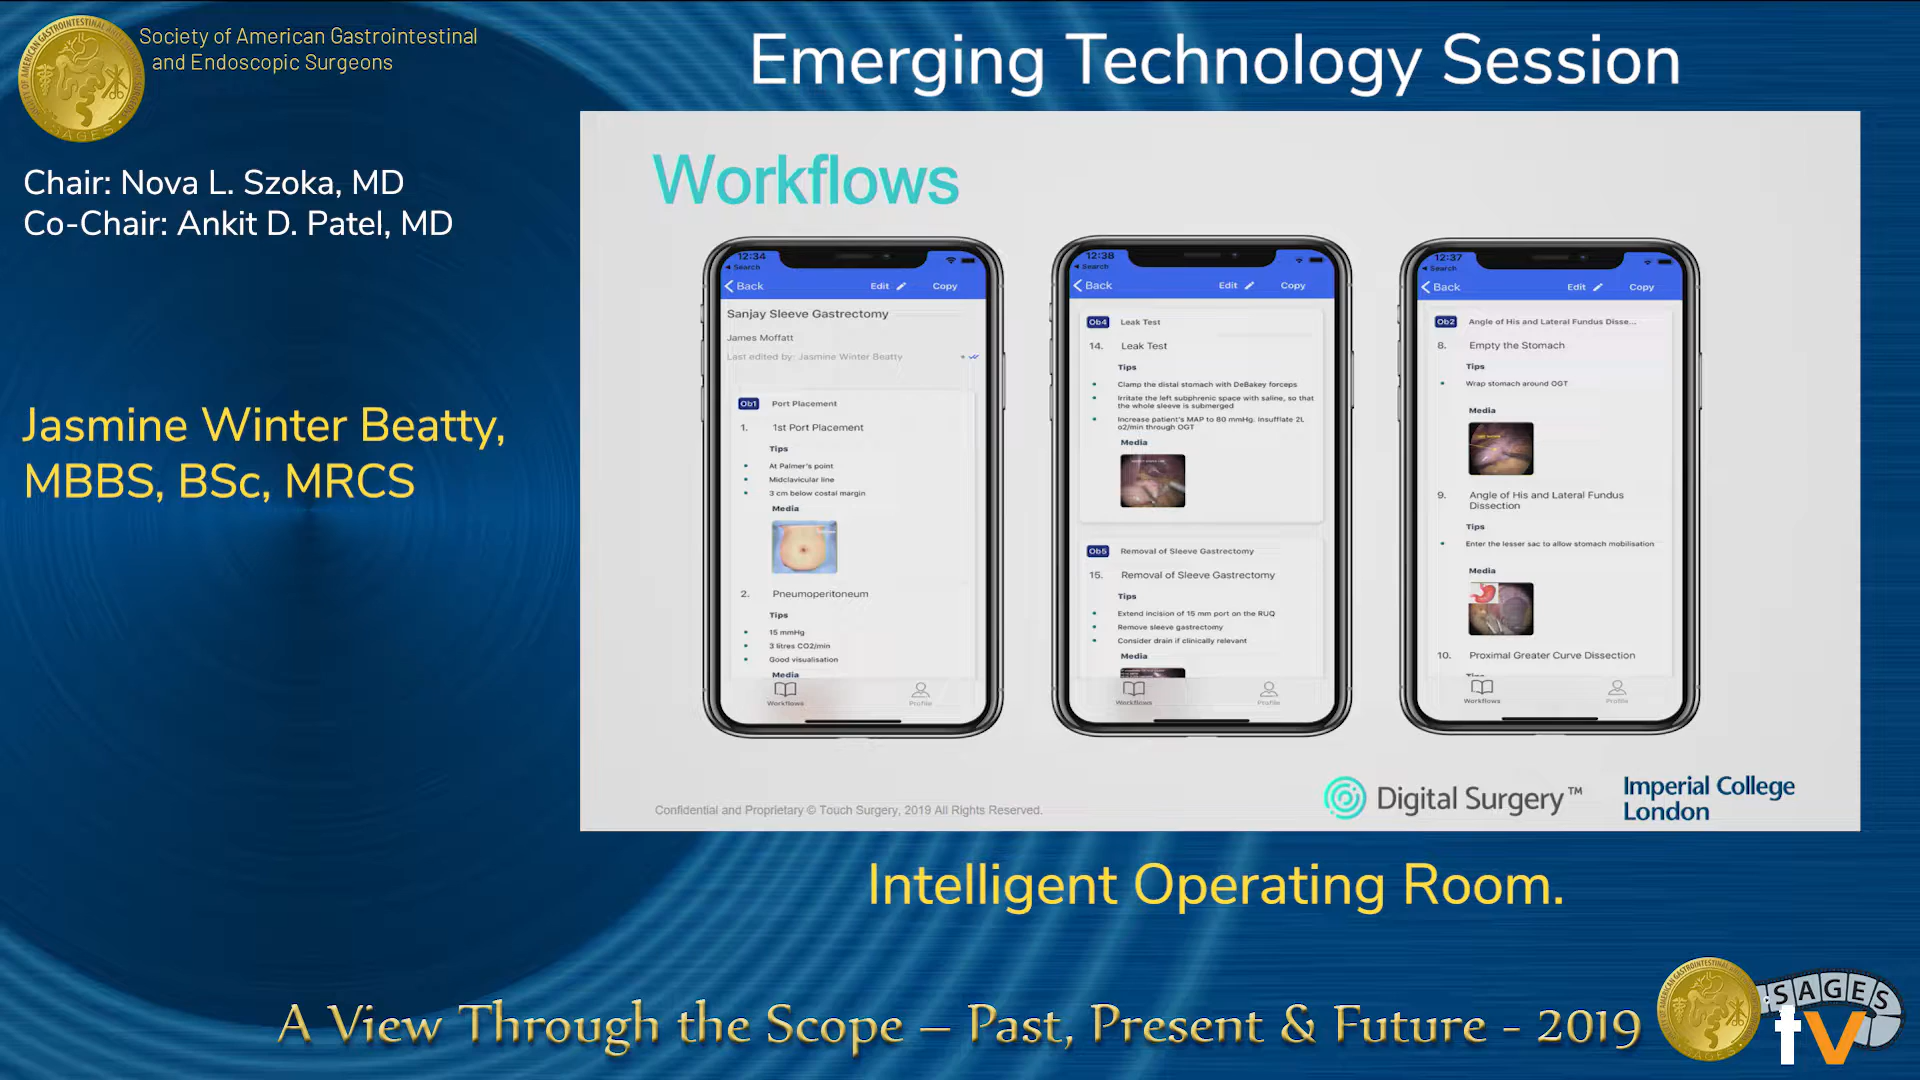 Society of American Gastrointestinal
and Endoscopic Surgeons
Emerging Technology Session
Chair: Nova L. Szoka, MD
Co-Chair: Ankit D. Patel, MD
Jasmine Winter Beatty,
MBBS, BSc, MRCS
Workflows
12:34
Search
Back Edit Copy
Sanjay Sleeve Gastrectomy
James Moffatt
Last edited by: Jasmine Winter Beatty
Ob1 Port Placement
1. 1st Port Placement
Tips
At Palmer's point
Midclavicular line
3 cm below costal margin
Media
2. Pneumoperitoneum
Tips
15 mmHg
3 litres CO2/min
Good visualisation
Media
Workflows Profile
12:38
Search
Back Edit Copy
Ob4 Leak Test
14. Leak Test
Tips
Clamp the distal stomach with DeBakey forceps
Irritate the left subphrenic space with saline, so that
the whole sleeve is submerged
Increase patient's MAP to 80 mmHg. Insufflate 2L
o2/min through OGT
Media
Ob5 Removal of Sleeve Gastrectomy
15. Removal of Sleeve Gastrectomy
Tips
Extend incision of 15 mm port on the RUQ
Remove sleeve gastrectomy
Consider drain if clinically relevant
Media
Workflows Profile
12:37
Search
Back Edit Copy
Ob2 Angle of His and Lateral Fundus Disse...
8. Empty the Stomach
Tips
Wrap stomach around OGT
Media
9. Angle of His and Lateral Fundus
Dissection
Tips
Enter the lesser sac to allow stomach mobilisation
Media
10. Proximal Greater Curve Dissection
Tips
Workflows Profile
Confidential and Proprietary © Touch Surgery, 2019 All Rights Reserved.
Digital Surgery™
Imperial College
London
Intelligent Operating Room.
A View Through the Scope – Past, Present & Future - 2019
SAGES
tv